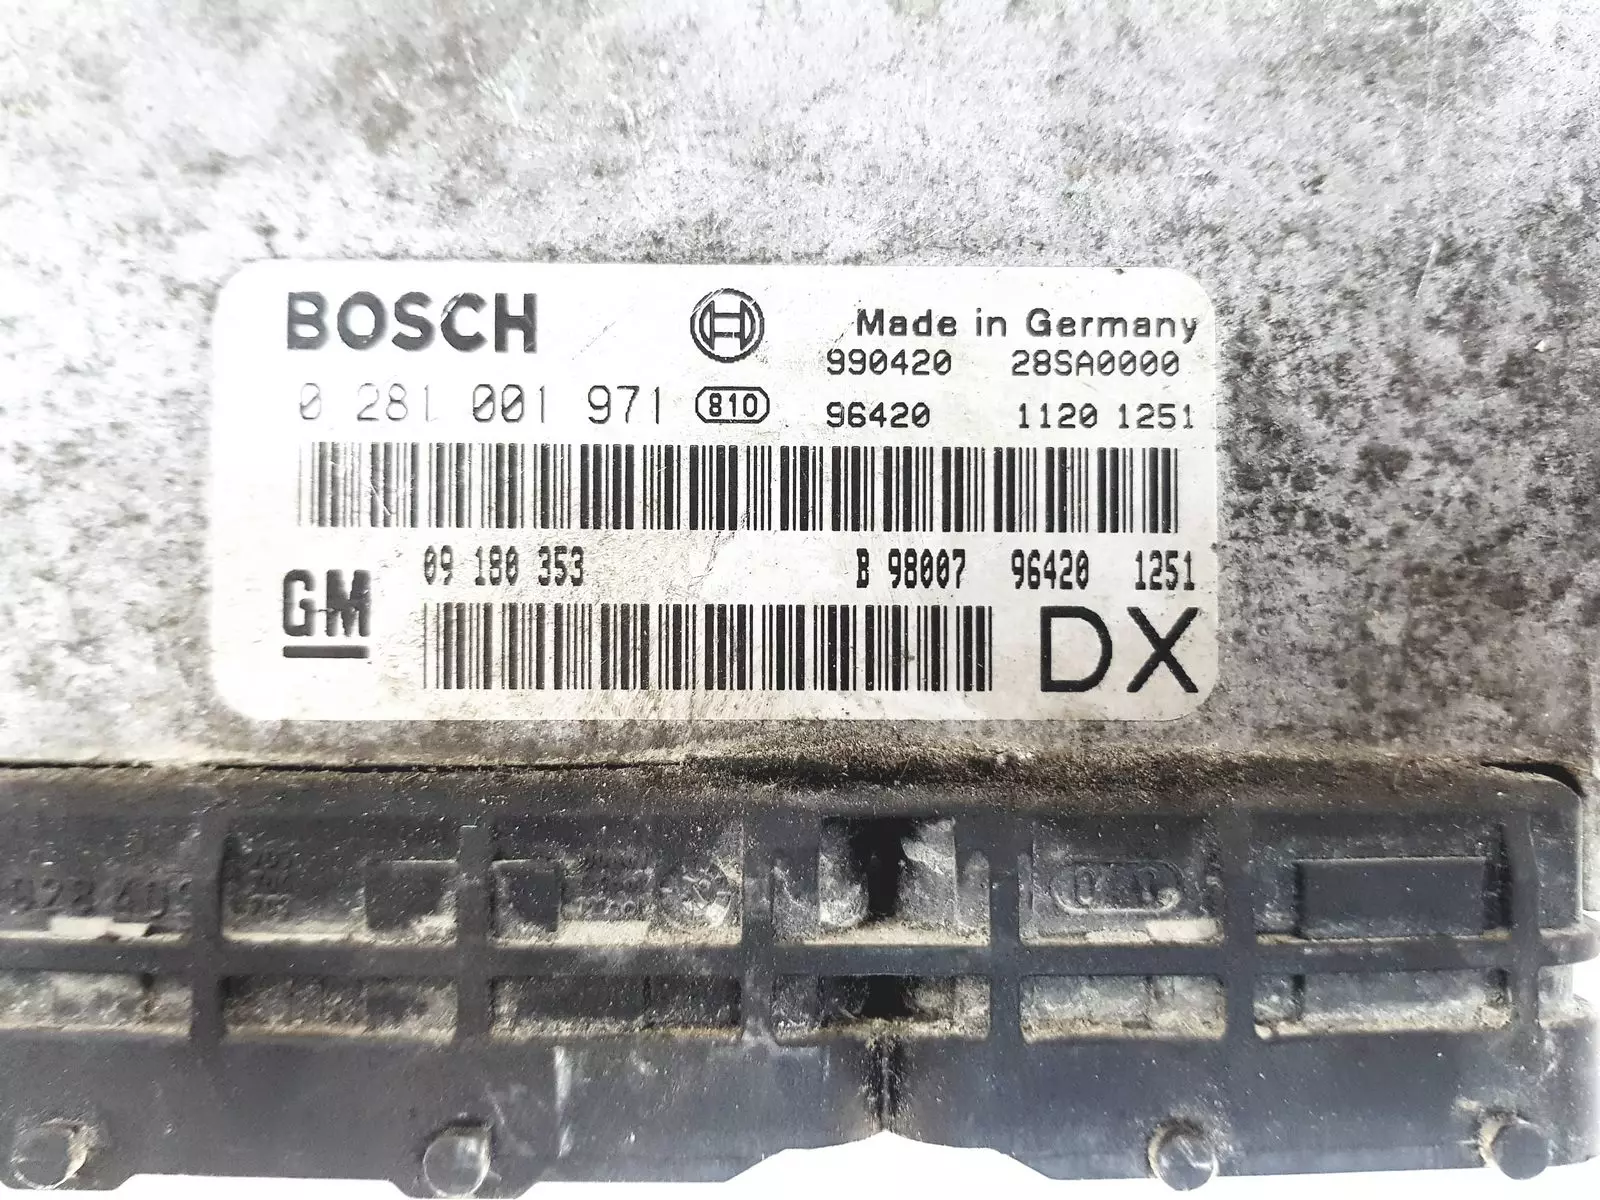 BOSCH
Made in Germany
990420 28SA0000
0 281 001 971 810 96420 1120 1251
09 180 353 B 98007 96420 1251
GM
DX